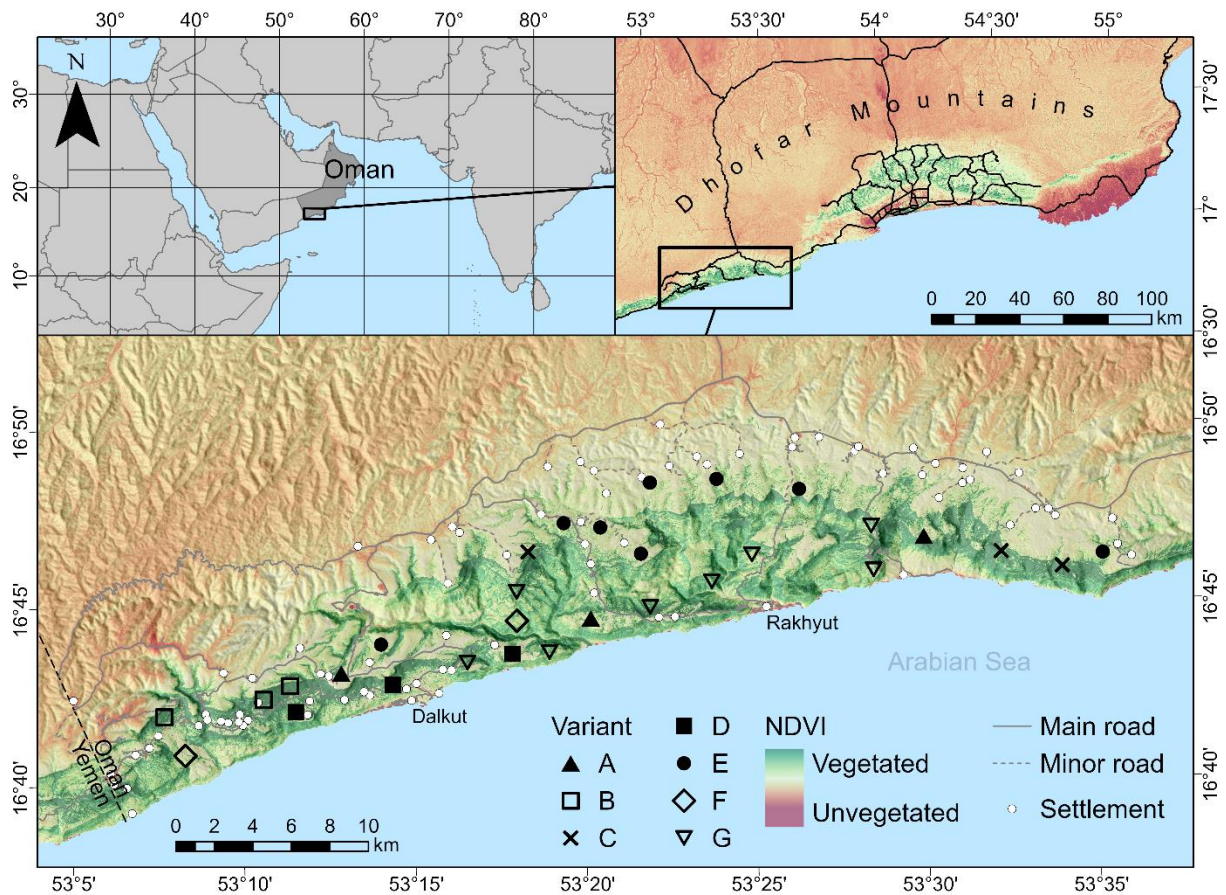 30° 40° 50° 60° 70° 80°
53° 53°30' 54° 54°30' 55°
N
30°
20°
10°
Oman
Dhofar Mountains
17°30'
17°
16°30'
0 20 40 60 80 100
km
16°50'
16°45'
16°40'
16°50'
16°45'
16°40'
Rakhyut
Dalkut
Arabian Sea
Oman
Yemen
Variant
A
B
C
D
E
F
G
NDVI
Vegetated
Unvegetated
Main road
Minor road
Settlement
0 2 4 6 8 10
km
53°5' 53°10' 53°15' 53°20' 53°25' 53°30' 53°35'